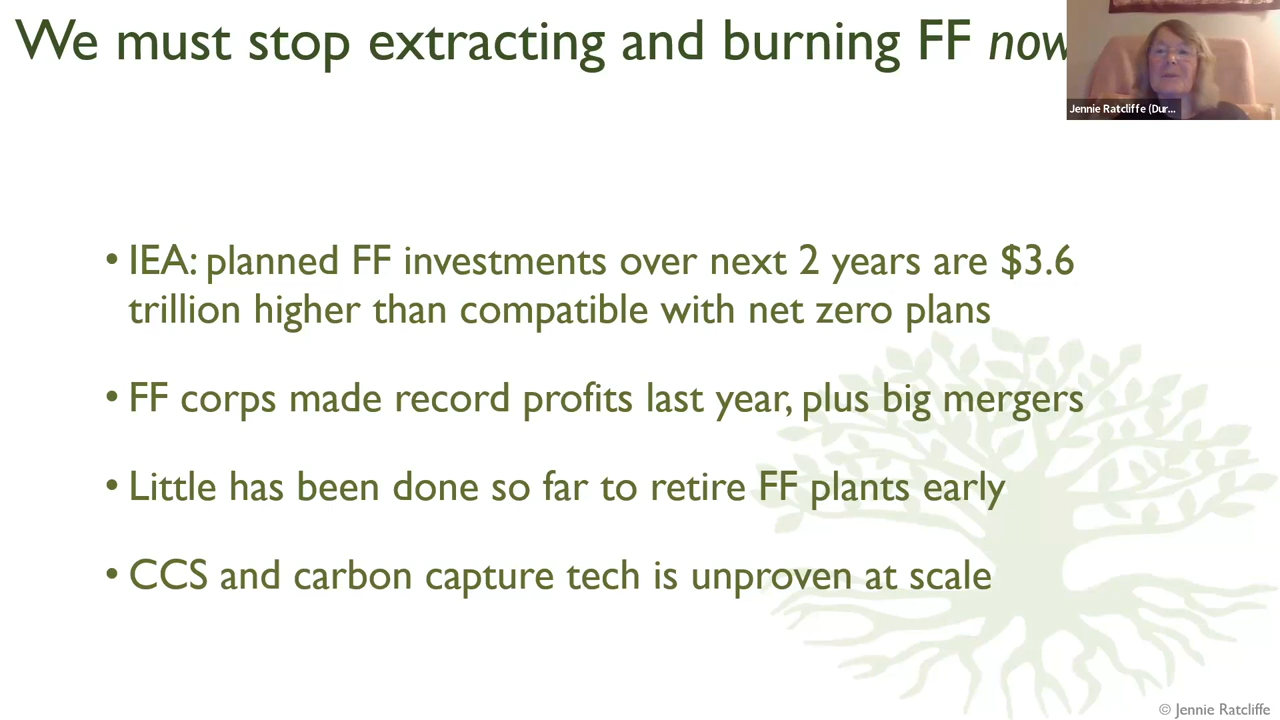 We must stop extracting and burning FF now
Jennie Ratcliffe (Dur...
• IEA: planned FF investments over next 2 years are $3.6
trillion higher than compatible with net zero plans
• FF corps made record profits last year, plus big mergers
• Little has been done so far to retire FF plants early
• CCS and carbon capture tech is unproven at scale
© Jennie Ratcliffe